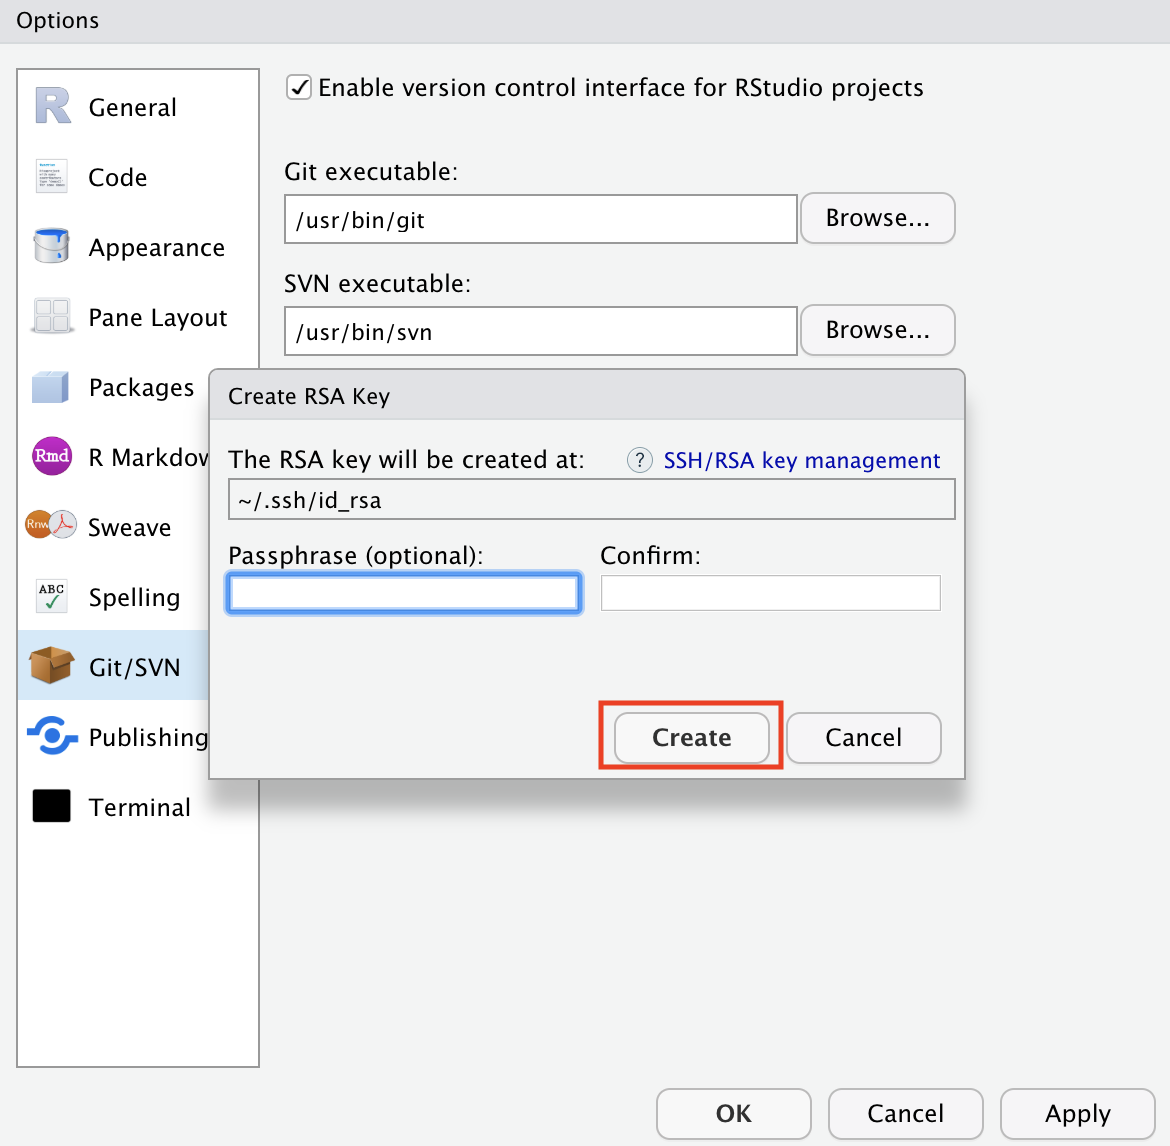 Options
General
Code
Appearance
Pane Layout
Packages
R Markdow
Sweave
Spelling
Git/SVN
Publishing
Terminal
Rmd
Rnw
ABC
Enable version control interface for RStudio projects
Git executable:
/usr/bin/git
Browse...
SVN executable:
/usr/bin/svn
Browse...
Create RSA Key
The RSA key will be created at:
? SSH/RSA key management
~/.ssh/id_rsa
Passphrase (optional):
Confirm:
Create
Cancel
OK
Cancel
Apply